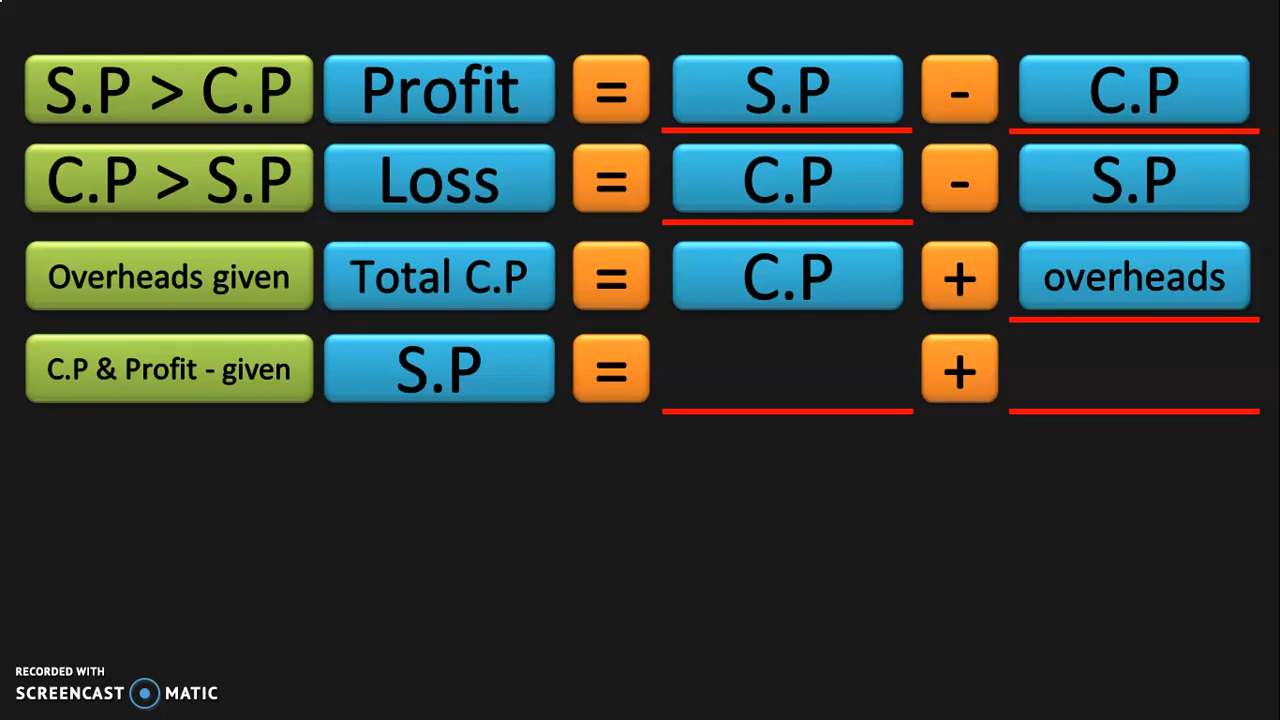 S.P > C.P Profit = S.P - C.P
C.P > S.P Loss = C.P - S.P
Overheads given Total C.P = C.P + overheads
C.P & Profit - given S.P = +
RECORDED WITH
SCREENCAST MATIC